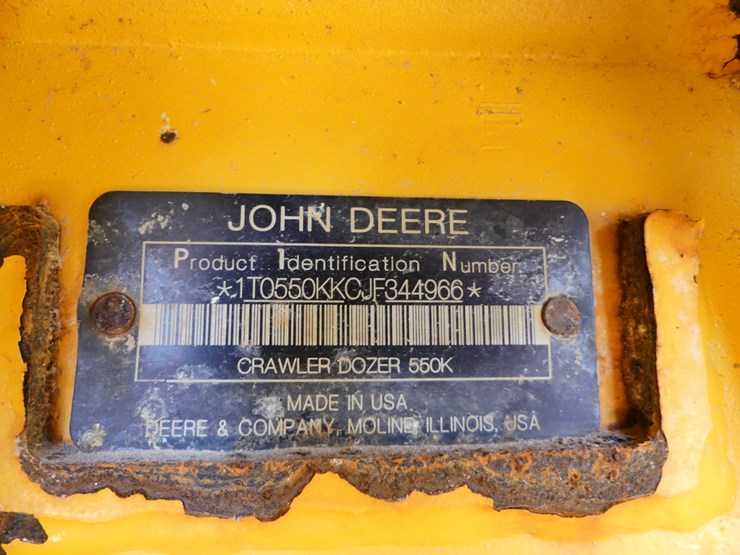 JOHN DEERE
Product Identification Number
*1T0550KKCJF344966*
CRAWLER DOZER 550K
MADE IN USA
DEERE & COMPANY, MOLINE, ILLINOIS, USA